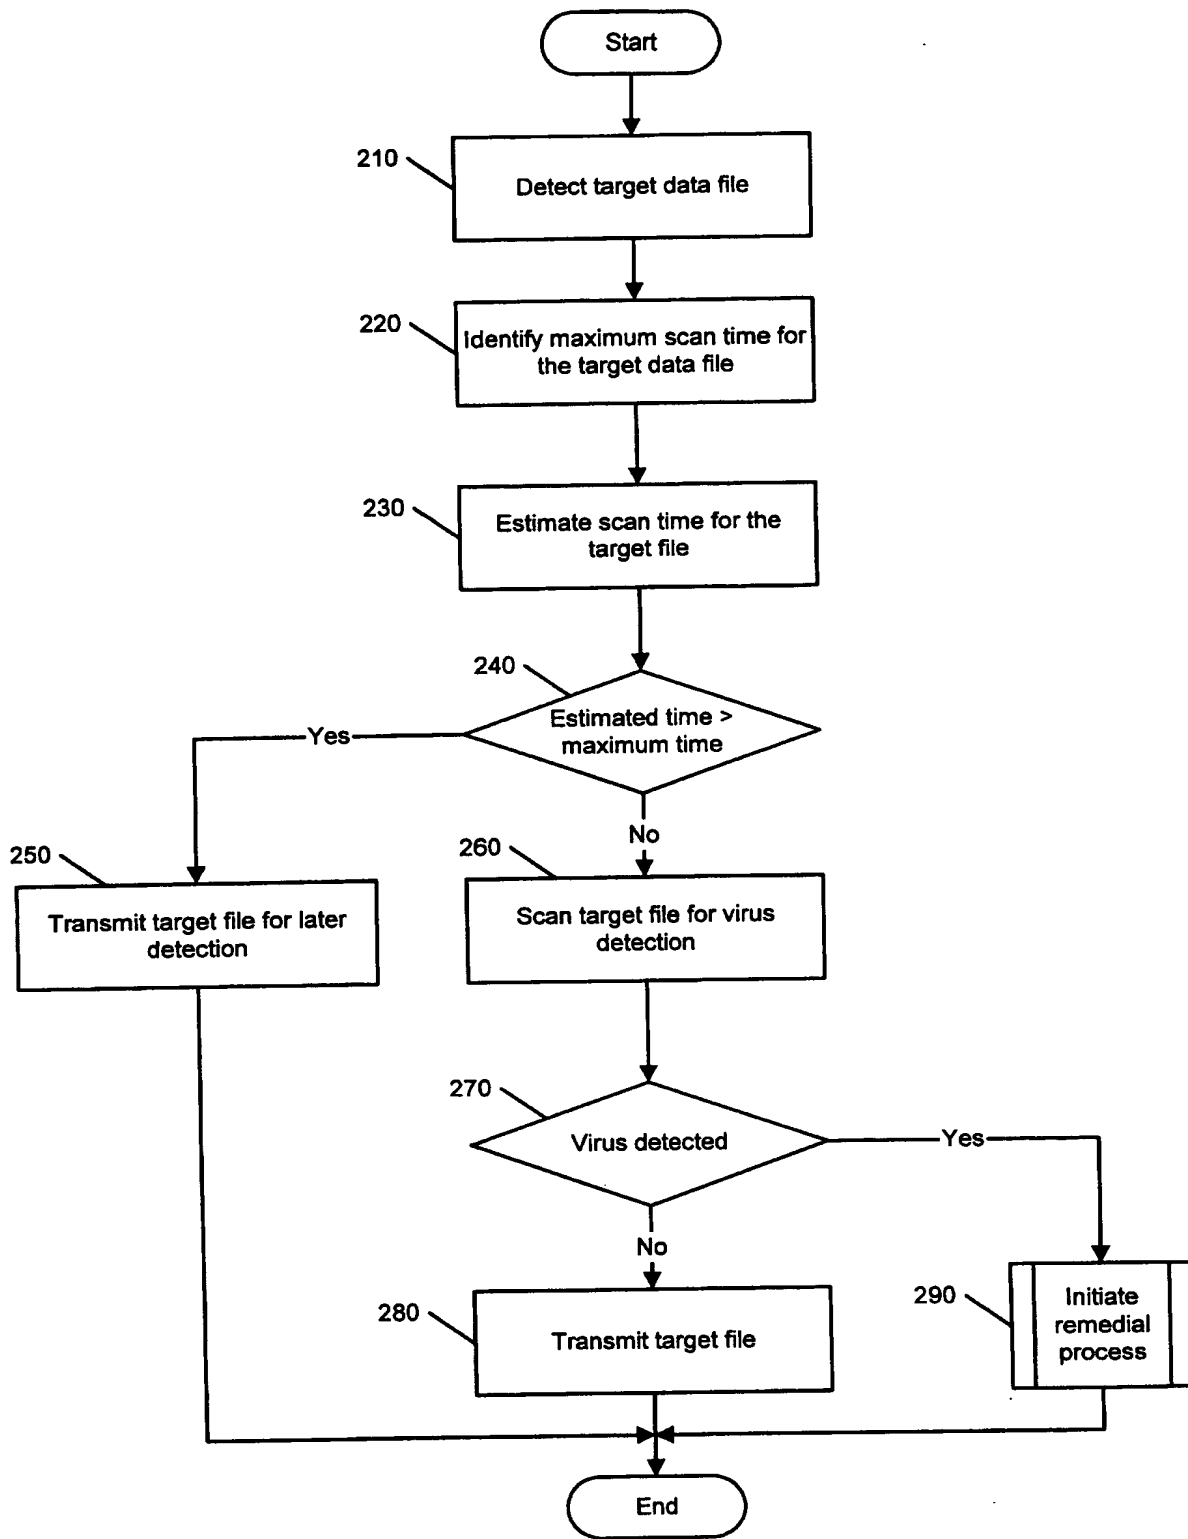 Start
210
Detect target data file
220
Identify maximum scan time for
the target data file
230
Estimate scan time for the
target file
240
Estimated time >
maximum time
Yes
No
250
Transmit target file for later
detection
260
Scan target file for virus
detection
270
Virus detected
Yes
No
280
Transmit target file
290
Initiate
remedial
process
End